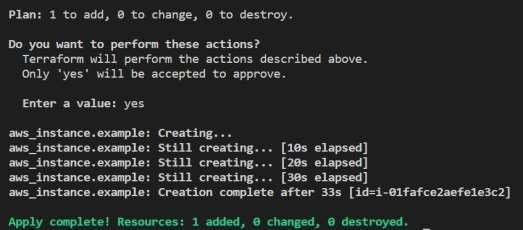 Plan: 1 to add, 0 to change, 0 to destroy.
Do you want to perform these actions?
Terraform will perform the actions described above.
Only 'yes' will be accepted to approve.
Enter a value: yes
aws_instance.example: Creating...
aws_instance.example: Still creating... [10s elapsed]
aws_instance.example: Still creating... [20s elapsed]
aws_instance.example: Still creating... [30s elapsed]
aws_instance.example: Creation complete after 33s [id=i-01fafce2aefe1e3c2]
Apply complete! Resources: 1 added, 0 changed, 0 destroyed.